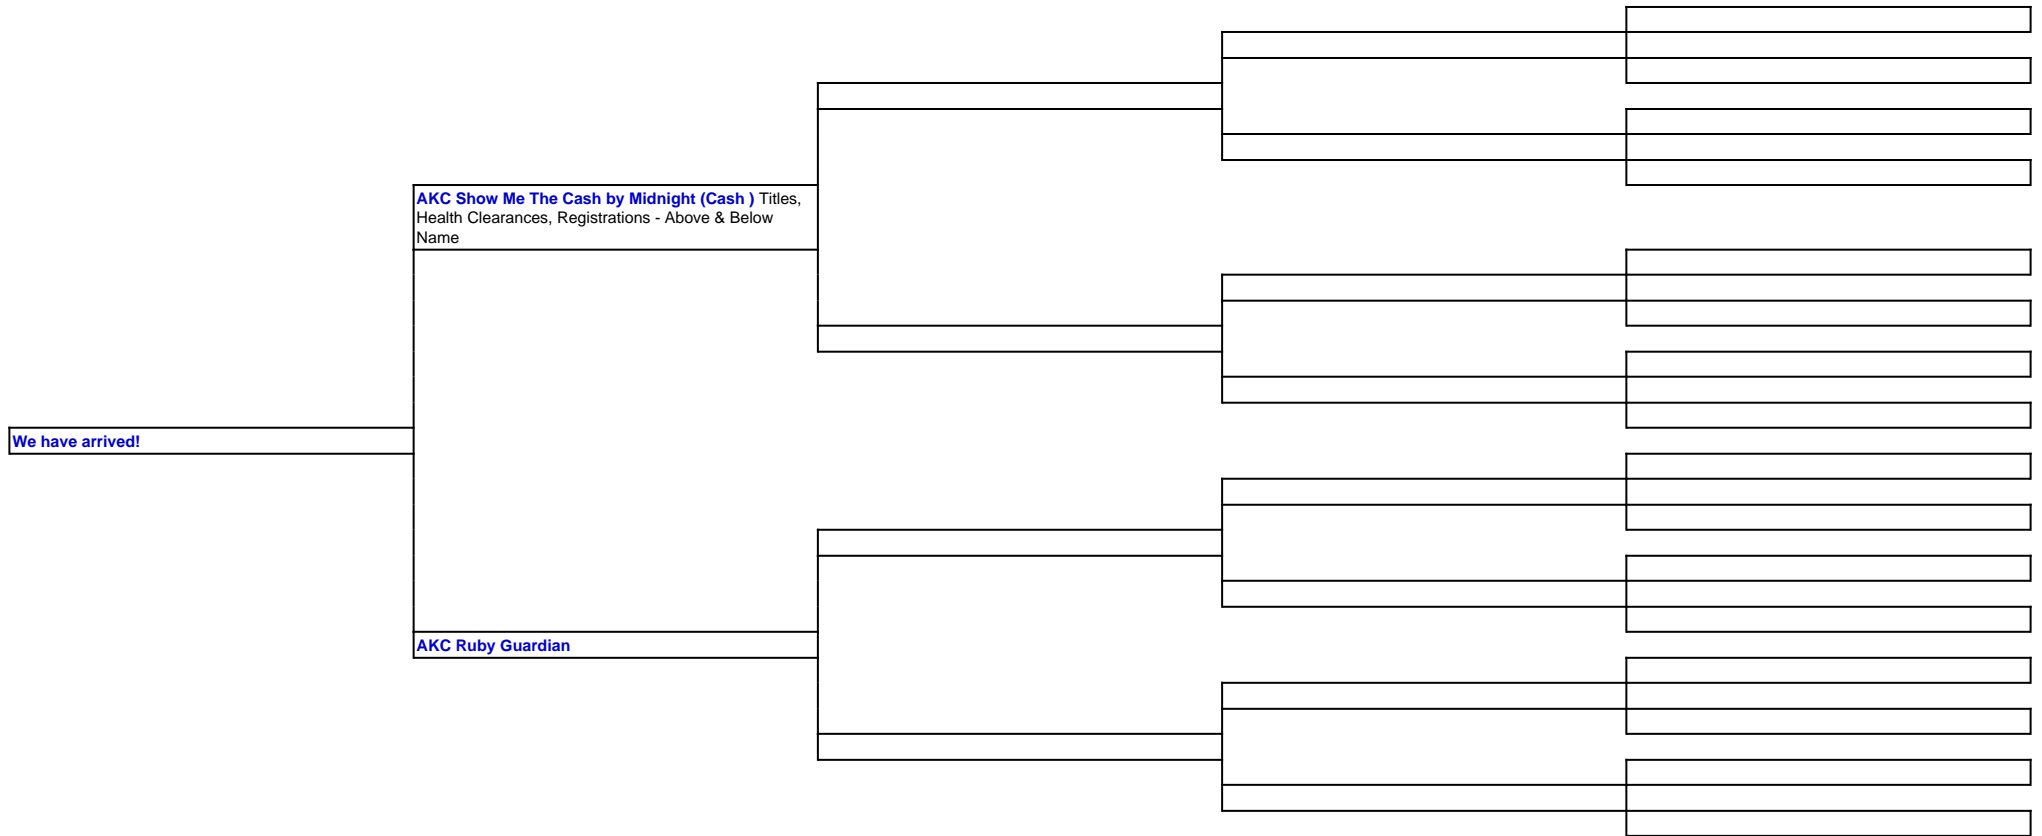 AKC Show Me The Cash by Midnight (Cash ) Titles,
Health Clearances, Registrations - Above & Below
Name
We have arrived!
AKC Ruby Guardian